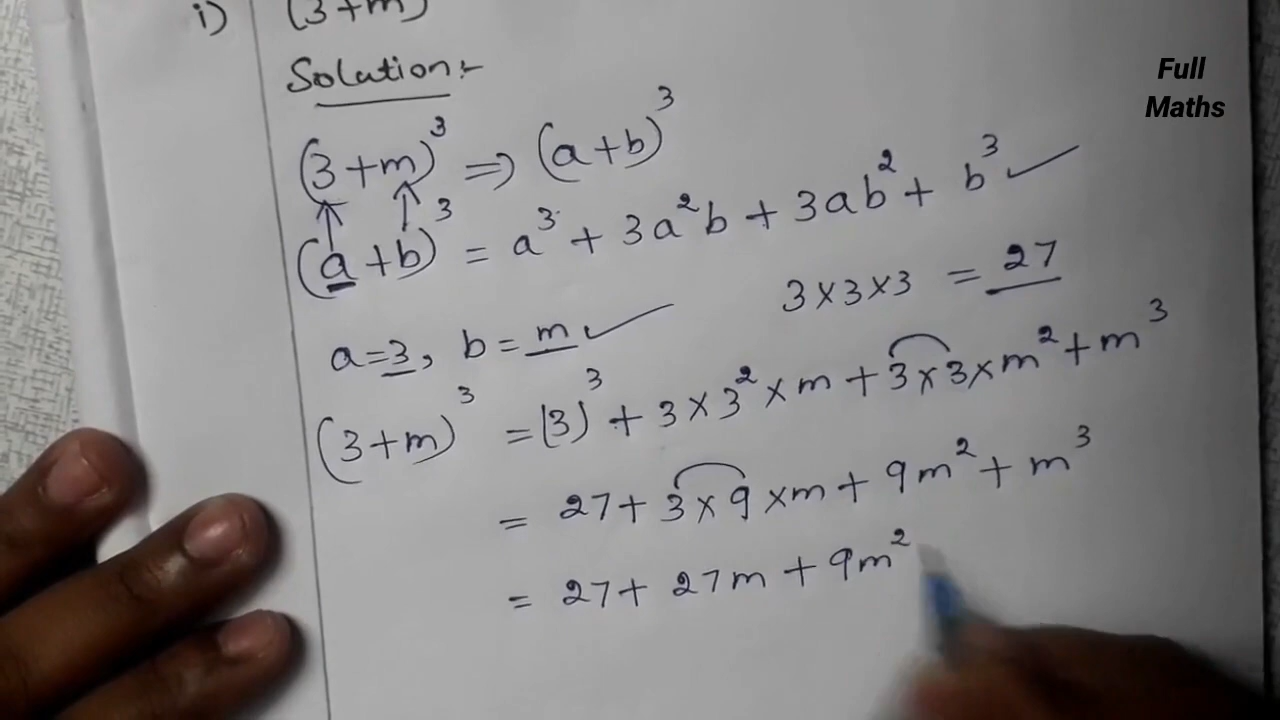 i) (3+m)
Solution:-
Full
Maths
(3+m)³ ⇒ (a+b)³
(a+b)³ = a³ + 3a²b + 3ab² + b³ ✓
3×3×3 = 27
a=3, b=m ✓
(3+m)³ = (3)³ + 3×3²×m + 3×3×m² + m³
= 27+ 3×9×m + 9m² + m³
= 27+ 27m + 9m²